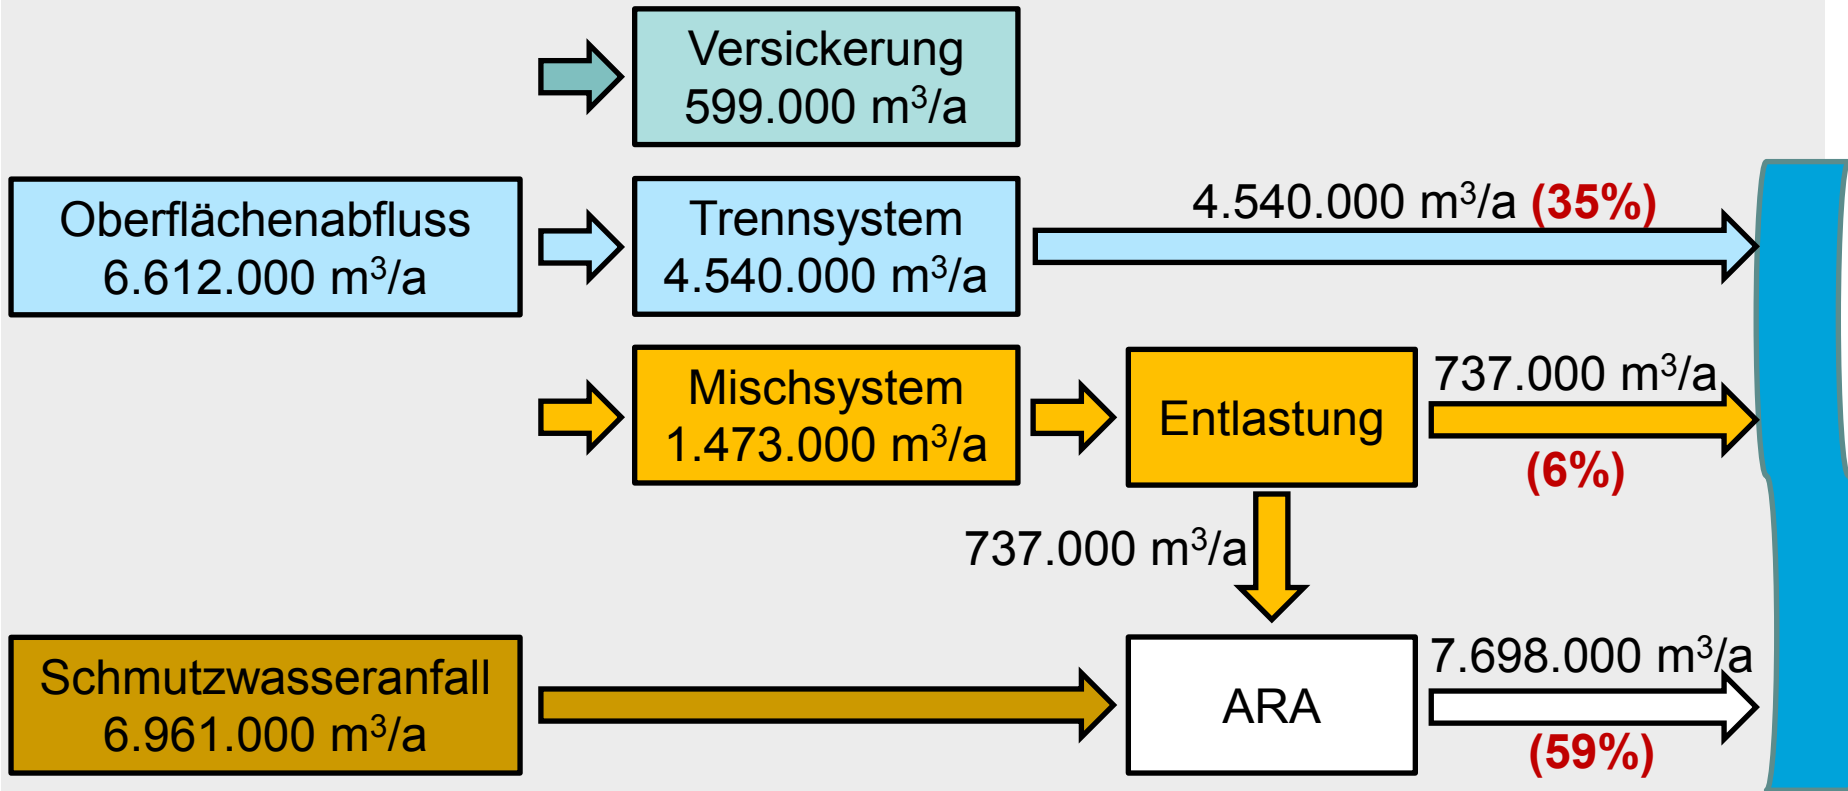 Versickerung
599.000 m³/a
Oberflächenabfluss
6.612.000 m³/a
Trennsystem
4.540.000 m³/a
4.540.000 m³/a (35%)
Mischsystem
1.473.000 m³/a
Entlastung
737.000 m³/a
(6%)
737.000 m³/a
Schmutzwasseranfall
6.961.000 m³/a
ARA
7.698.000 m³/a
(59%)